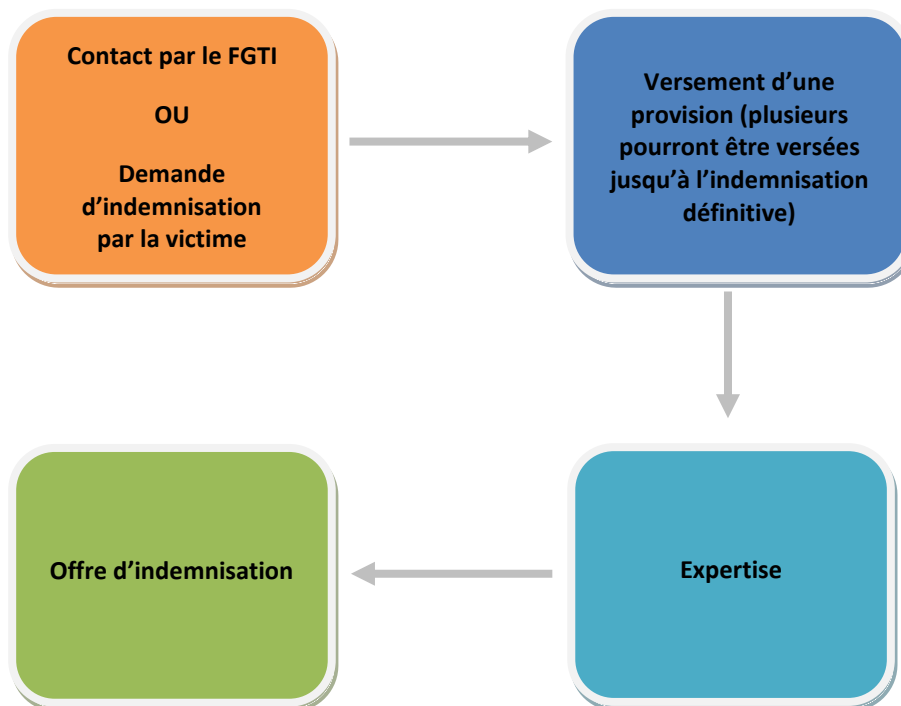 Contact par le FGTI
OU
Demande
d’indemnisation
par la victime
Versement d’une
provision (plusieurs
pourront être versées
jusqu’à l’indemnisation
définitive)
Expertise
Offre d’indemnisation